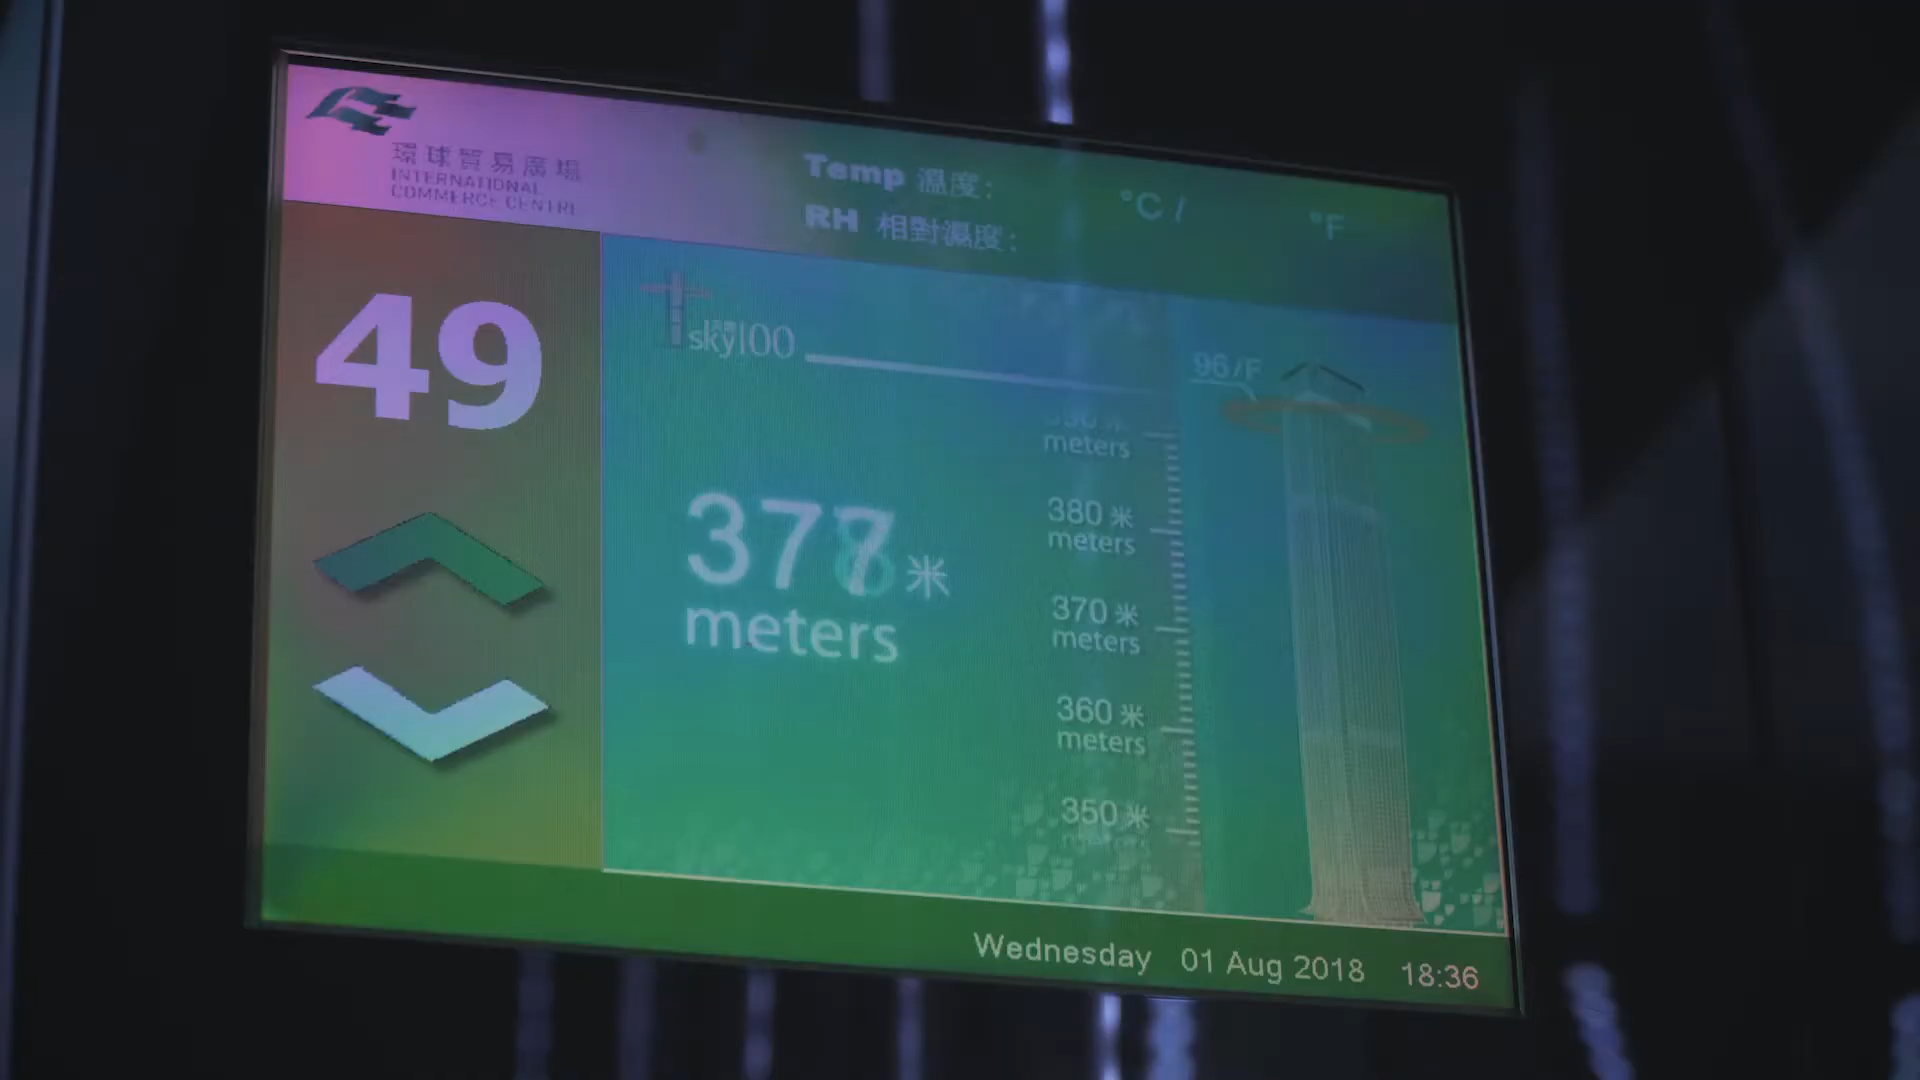 環球貿易廣場
INTERNATIONAL
COMMERCE CENTRE
Temp 溫度: °C / °F
RH 相對濕度:
49
sky100
96/F
meters
380 米
meters
377 米
meters
370 米
meters
360 米
meters
350 米
Wednesday 01 Aug 2018 18:36